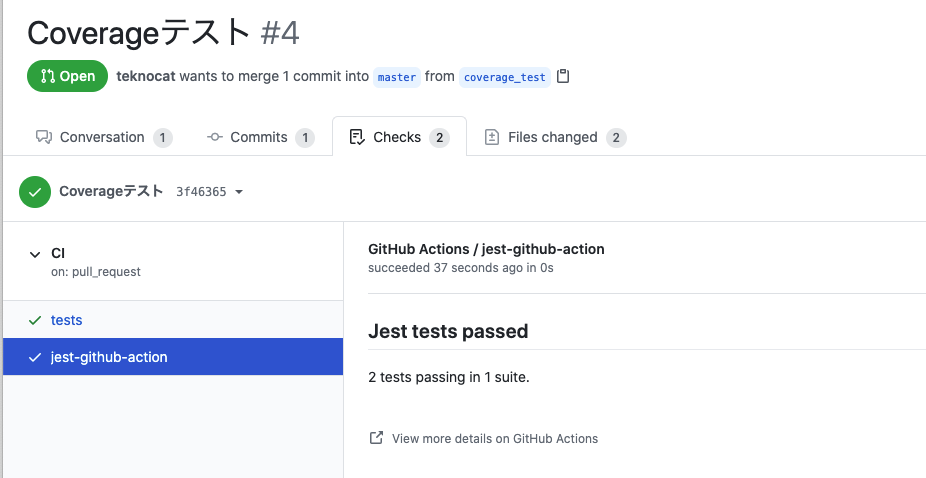 Coverageテスト #4
Open teknocat wants to merge 1 commit into master from coverage_test
Conversation 1 Commits 1 Checks 2 Files changed 2
Coverageテスト 3f46365
CI
on: pull_request
tests
jest-github-action
GitHub Actions / jest-github-action
succeeded 37 seconds ago in 0s
Jest tests passed
2 tests passing in 1 suite.
View more details on GitHub Actions